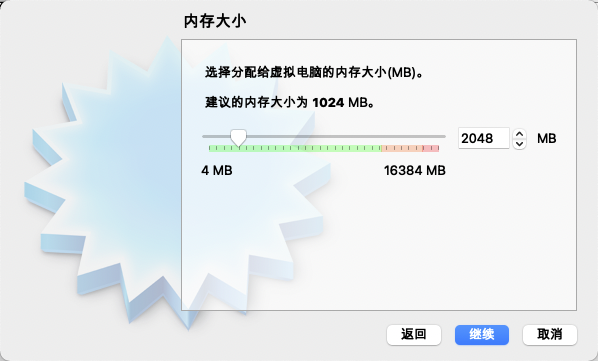 内存大小
选择分配给虚拟电脑的内存大小(MB)。
建议的内存大小为 1024 MB。
2048 MB
4 MB 16384 MB
返回 继续 取消